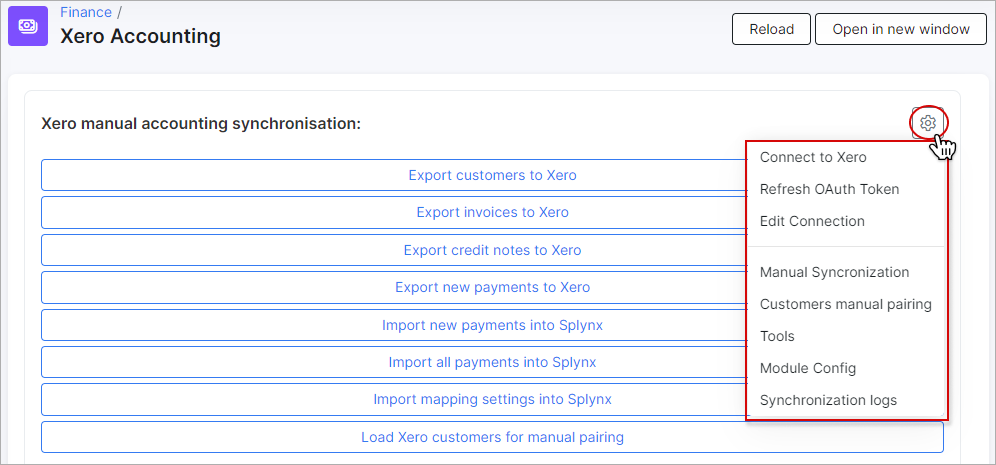 Finance /
Xero Accounting
Reload
Open in new window
Xero manual accounting synchronisation:
Export customers to Xero
Export invoices to Xero
Export credit notes to Xero
Export new payments to Xero
Import new payments into Splynx
Import all payments into Splynx
Import mapping settings into Splynx
Load Xero customers for manual pairing
Connect to Xero
Refresh OAuth Token
Edit Connection
Manual Syncronization
Customers manual pairing
Tools
Module Config
Synchronization logs